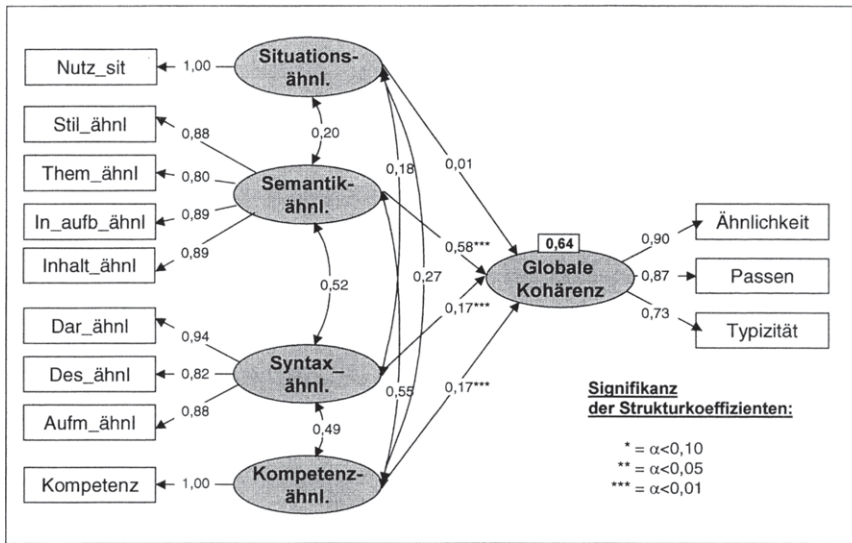 Nutz_sit
1,00
Situations-
ähnl.
Stil_ähnl
0,88
0,20
0,18
0,01
Them_ähnl
0,80
Semantik-
ähnl.
In_aufb_ähnl
0,89
Inhalt_ähnl
0,89
0,58***
0,64
Globale
Kohärenz
0,90
Ähnlichkeit
0,87
Passen
0,73
Typizität
0,52
0,27
0,17***
Dar_ähnl
0,94
Des_ähnl
0,82
Syntax_
ähnl.
Aufm_ähnl
0,88
0,55
0,17***
0,49
Kompetenz
1,00
Kompetenz-
ähnl.
Signifikanz
der Strukturkoeffizienten:
* = α<0,10
** = α<0,05
*** = α<0,01